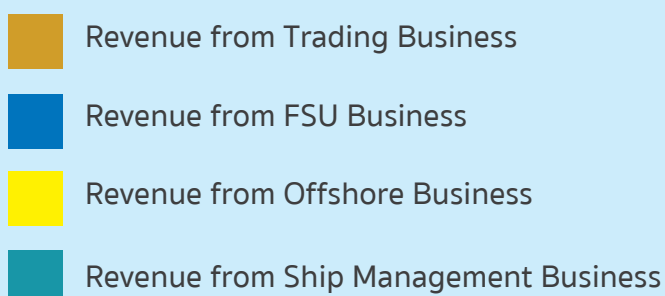 Revenue from Trading Business
Revenue from FSU Business
Revenue from Offshore Business
Revenue from Ship Management Business